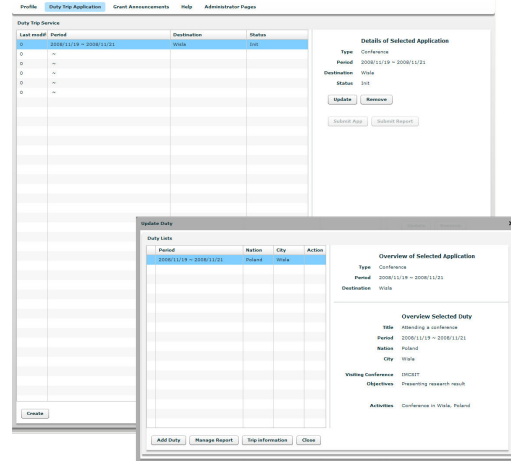 Profile Duty Trip Application Grant Announcements Help Administrator Pages
Duty Trip Service
Last modif Period Destination Status
0 2008/11/19 ~ 2008/11/21 Wisla Init
0 ~
0 ~
0 ~
0 ~
0 ~
Details of Selected Application
Type Conference
Period 2008/11/19 ~ 2008/11/21
Destination Wisla
Status Init
Update Remove
Submit App Submit Report
Create
Update Duty
Duty Lists
Period Nation City Action
2008/11/19 ~ 2008/11/21 Poland Wisla
Overview of Selected Application
Type Conference
Period 2008/11/19 ~ 2008/11/21
Destination Wisla
Overview Selected Duty
Title Attending a conference
Period 2008/11/19 ~ 2008/11/21
Nation Poland
City Wisla
Visiting Conference IMCSIT
Objectives Presenting research result
Activities Conference in Wisla, Poland
Add Duty Manage Report Trip information Close